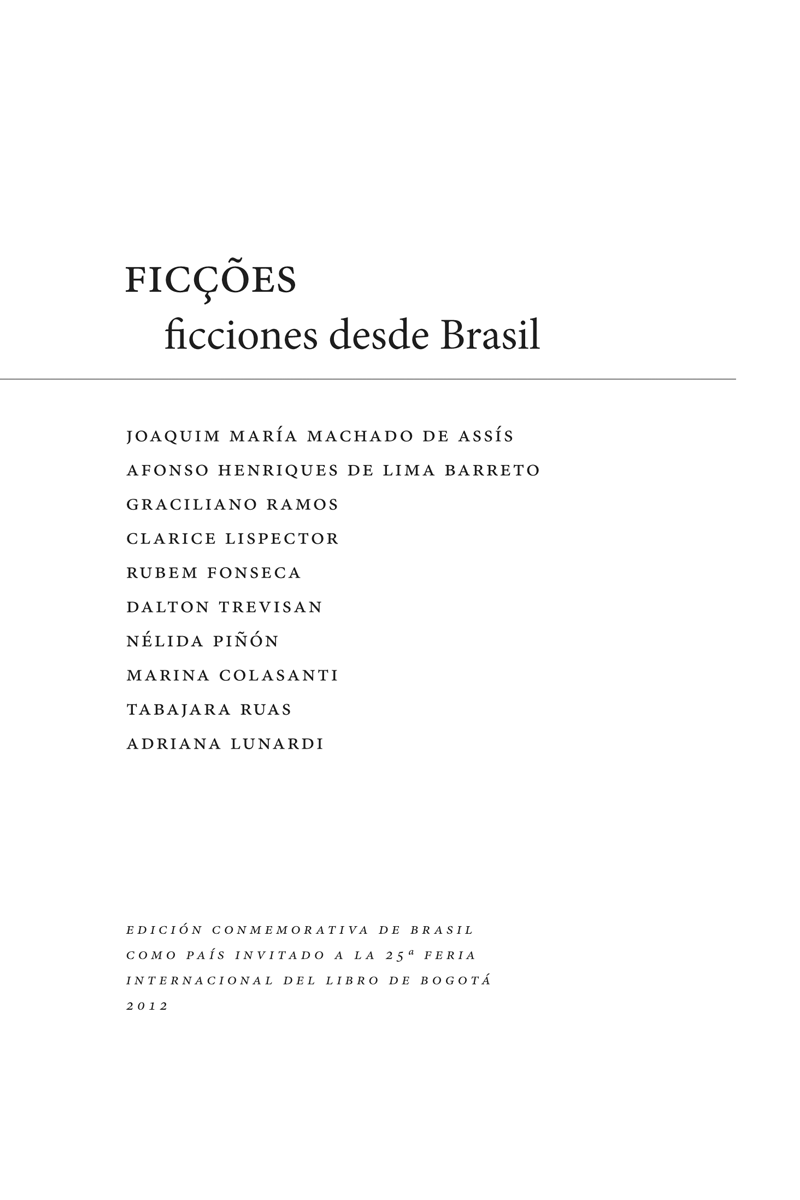 FICÇÕES
ficciones desde Brasil
JOAQUIM MARÍA MACHADO DE ASSÍS
AFONSO HENRIQUES DE LIMA BARRETO
GRACILIANO RAMOS
CLARICE LISPECTOR
RUBEM FONSECA
DALTON TREVISAN
NÉLIDA PIÑÓN
MARINA COLASANTI
TABAJARA RUAS
ADRIANA LUNARDI
EDICIÓN CONMEMORATIVA DE BRASIL
COMO PAÍS INVITADO A LA 25ª FERIA
INTERNACIONAL DEL LIBRO DE BOGOTÁ
2012